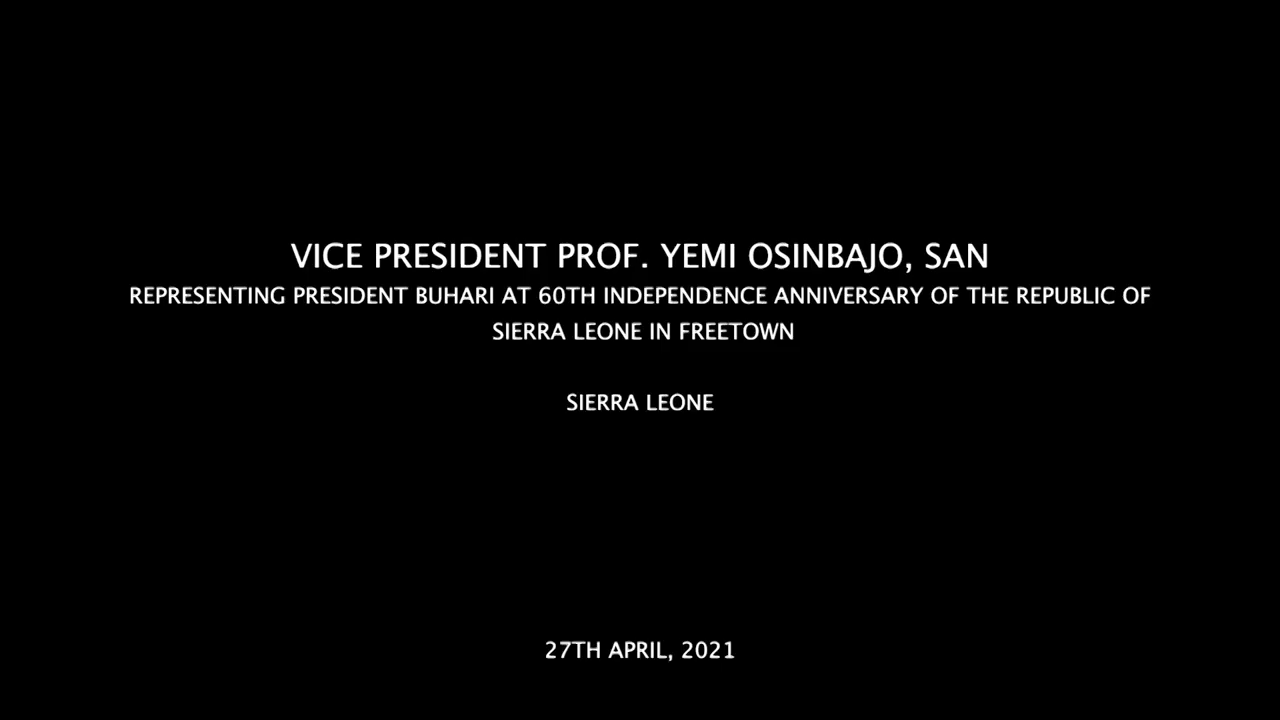 VICE PRESIDENT PROF. YEMI OSINBAJO, SAN
REPRESENTING PRESIDENT BUHARI AT 60TH INDEPENDENCE ANNIVERSARY OF THE REPUBLIC OF
SIERRA LEONE IN FREETOWN
SIERRA LEONE
27TH APRIL, 2021